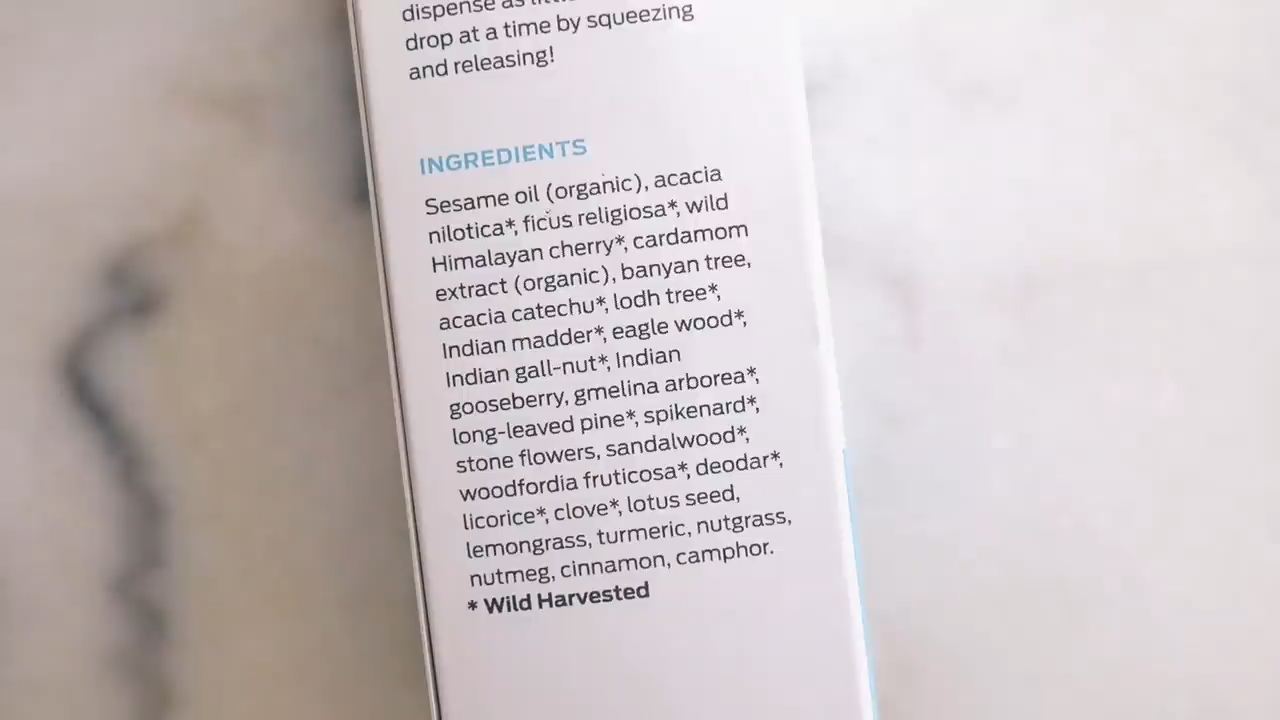 dispense as
drop at a time by squeezing
and releasing!
INGREDIENTS
Sesame oil (organic), acacia
nilotica*, ficus religiosa*, wild
Himalayan cherry*, cardamom
extract (organic), banyan tree,
acacia catechu*, lodh tree*,
Indian madder*, eagle wood*,
Indian gall-nut*, Indian
gooseberry, gmelina arborea*,
long-leaved pine*, spikenard*,
stone flowers, sandalwood*,
woodfordia fruticosa*, deodar*,
licorice*, clove*, lotus seed,
lemongrass, turmeric, nutgrass,
nutmeg, cinnamon, camphor.
* Wild Harvested